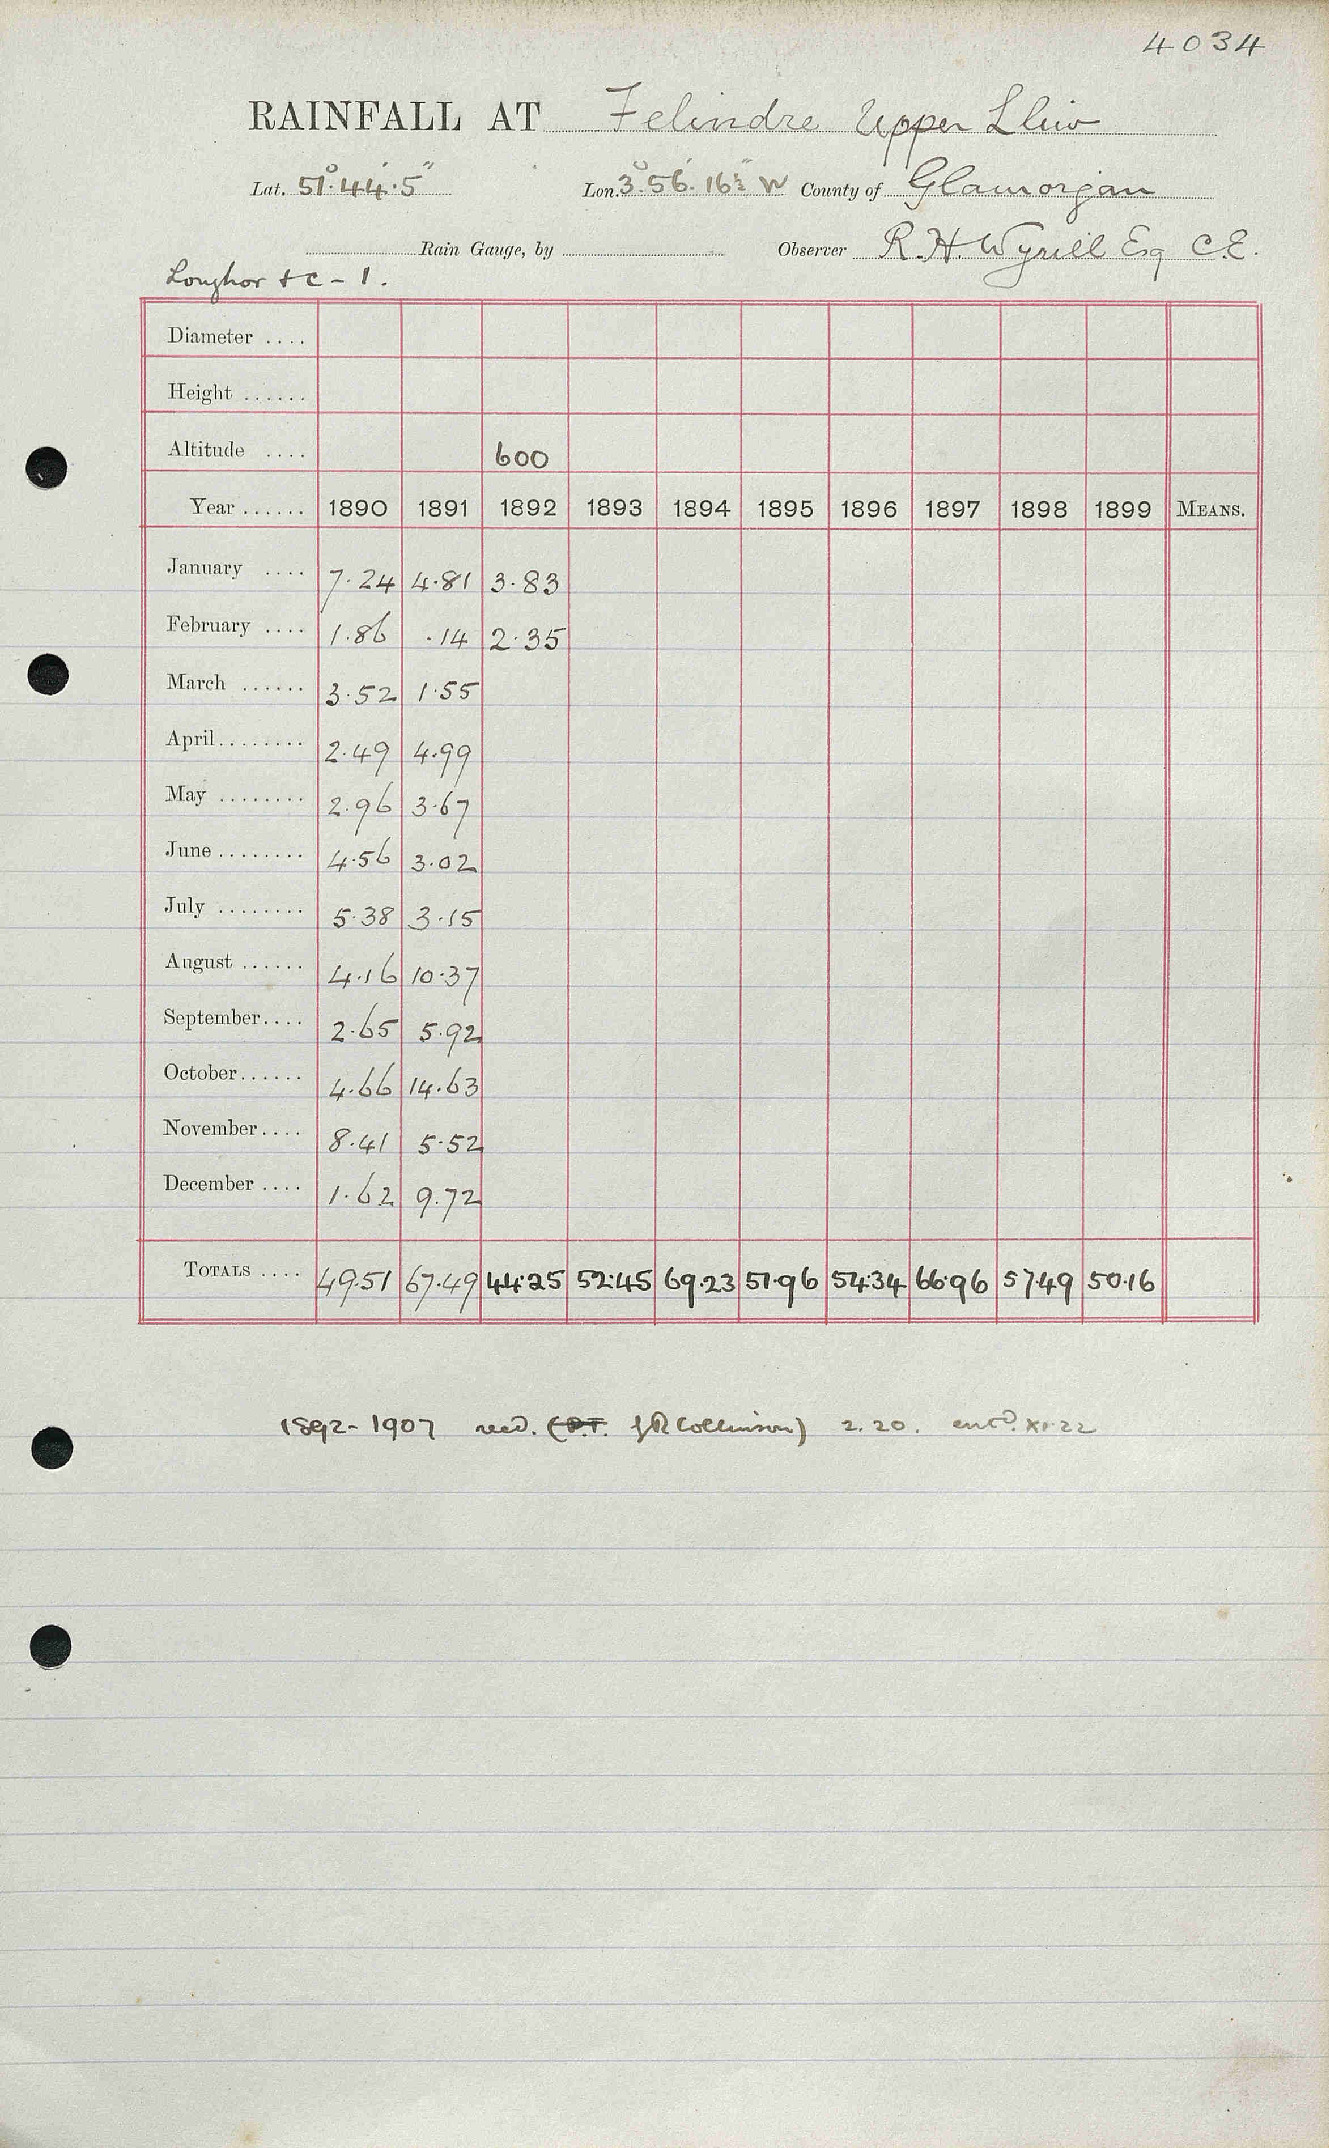 4034
RAINFALL AT Felindre Upper Lliw
Lat. 51°.44'.5" Lon. 3°.56'.16½" W County of Glamorgan
Rain Gauge, by Observer R. H. Wyrill Esq C.E.
Loughor &c - 1.
Diameter ....
Height ......
Altitude .... 600
Year ...... 1890 1891 1892 1893 1894 1895 1896 1897 1898 1899 MEANS.
January .... 7.24 4.81 3.83
February .... 1.86 .14 2.35
March ...... 3.52 1.55
April ........ 2.49 4.99
May ........ 2.96 3.67
June ........ 4.56 3.02
July ........ 5.38 3.15
August ...... 4.16 10.37
September .... 2.65 5.92
October ...... 4.66 14.63
November .... 8.41 5.52
December .... 1.62 9.72
TOTALS .... 49.51 67.49 44.25 52.45 69.23 51.96 54.34 66.96 57.49 50.16
1892-1907 recd. ( J R Collinson) 2.20. entd. XI.22